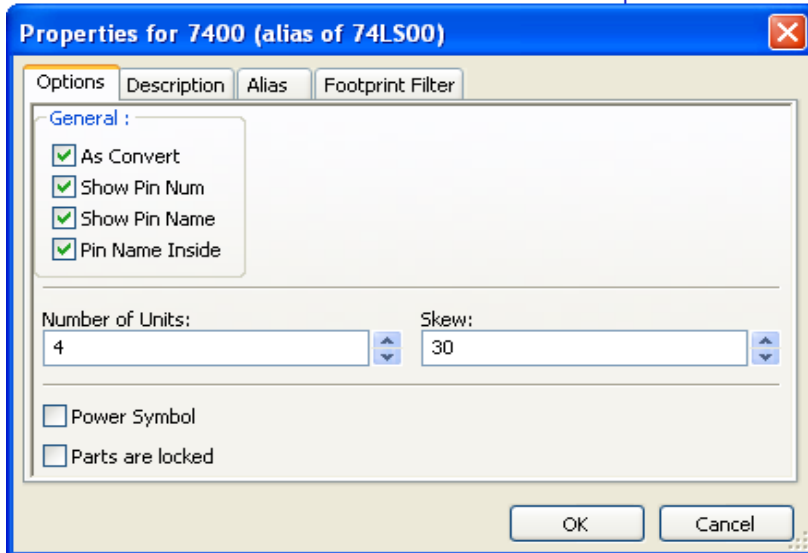 Properties for 7400 (alias of 74LS00)
Options Description Alias Footprint Filter
General :
As Convert
Show Pin Num
Show Pin Name
Pin Name Inside
Number of Units: Skew:
4 30
Power Symbol
Parts are locked
OK Cancel